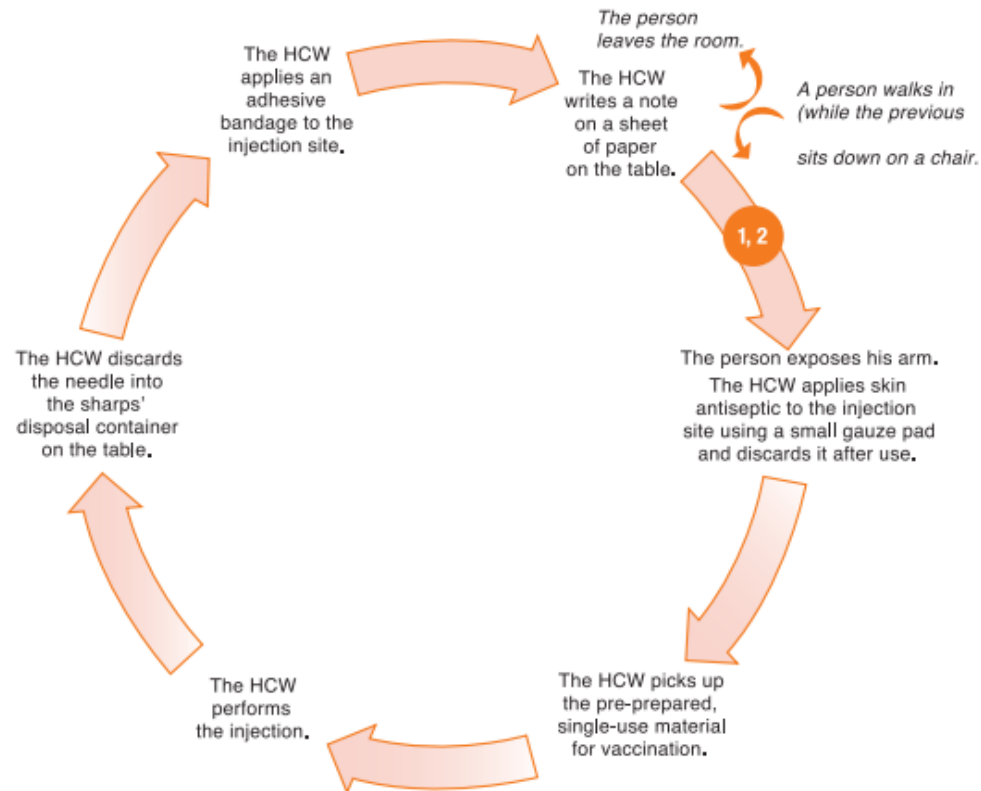 The person
leaves the room.
The HCW
writes a note
on a sheet
of paper
on the table.
A person walks in
(while the previous
sits down on a chair.
1, 2
The person exposes his arm.
The HCW applies skin
antiseptic to the injection
site using a small gauze pad
and discards it after use.
The HCW picks up
the pre-prepared,
single-use material
for vaccination.
The HCW
performs
the injection.
The HCW discards
the needle into
the sharps'
disposal container
on the table.
The HCW
applies an
adhesive
bandage to the
injection site.